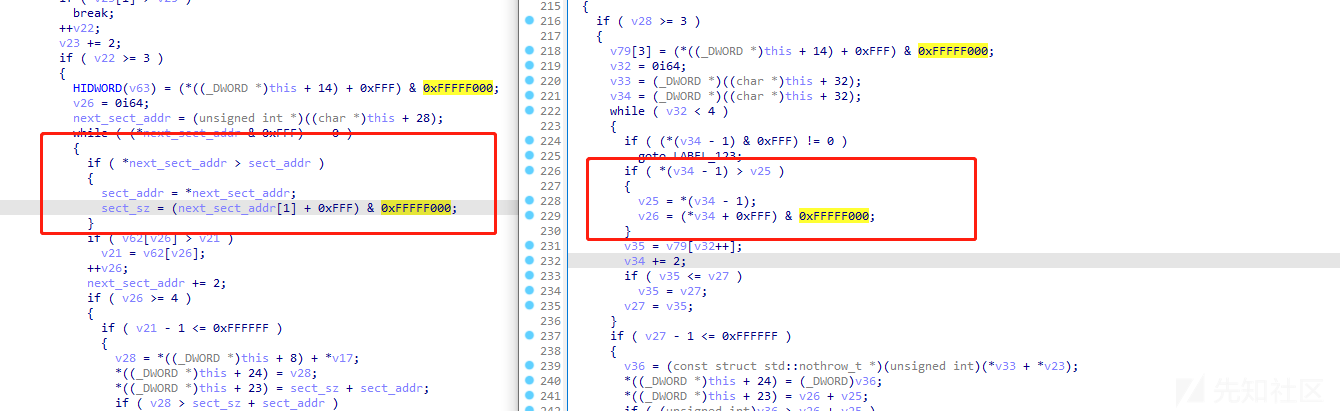 if ( v23[1] > v25 )
break;
++v22;
v23 += 2;
if ( v22 >= 3 )
{
HIDWORD(v63) = (*((_DWORD *)this + 14) + 0xFFF) & 0xFFFFF000;
v26 = 0i64;
next_sect_addr = (unsigned int *)((char *)this + 28);
while ( (*next_sect_addr & 0xFFF) == 0 )
{
if ( *next_sect_addr > sect_addr )
{
sect_addr = *next_sect_addr;
sect_sz = (next_sect_addr[1] + 0xFFF) & 0xFFFFF000;
}
if ( v62[v26] > v21 )
v21 = v62[v26];
++v26;
next_sect_addr += 2;
if ( v26 >= 4 )
{
if ( v21 - 1 <= 0xFFFFFF )
{
v28 = *((_DWORD *)this + 8) + *v17;
*((_DWORD *)this + 24) = v28;
*((_DWORD *)this + 23) = sect_sz + sect_addr;
if ( v28 > sect_sz + sect_addr )
215 {
216 if ( v28 >= 3 )
217 {
218 v79[3] = (*((_DWORD *)this + 14) + 0xFFF) & 0xFFFFF000;
219 v32 = 0i64;
220 v33 = (_DWORD *)((char *)this + 32);
221 v34 = (_DWORD *)((char *)this + 32);
222 while ( v32 < 4 )
223 {
224 if ( (*(v34 - 1) & 0xFFF) != 0 )
225 goto LABEL_123;
226 if ( *(v34 - 1) > v25 )
227 {
228 v25 = *(v34 - 1);
229 v26 = (*v34 + 0xFFF) & 0xFFFFF000;
230 }
231 v35 = v79[v32++];
232 v34 += 2;
233 if ( v35 <= v27 )
234 v35 = v27;
235 v27 = v35;
236 }
237 if ( v27 - 1 <= 0xFFFFFF )
238 {
239 v36 = (const struct std::nothrow_t *)(unsigned int)(*v33 + *v23);
240 *((_DWORD *)this + 24) = (_DWORD)v36;
241 *((_DWORD *)this + 23) = v26 + v25;
242 if ( (unsigned int)v36 > v26 + v25 )
先知社区